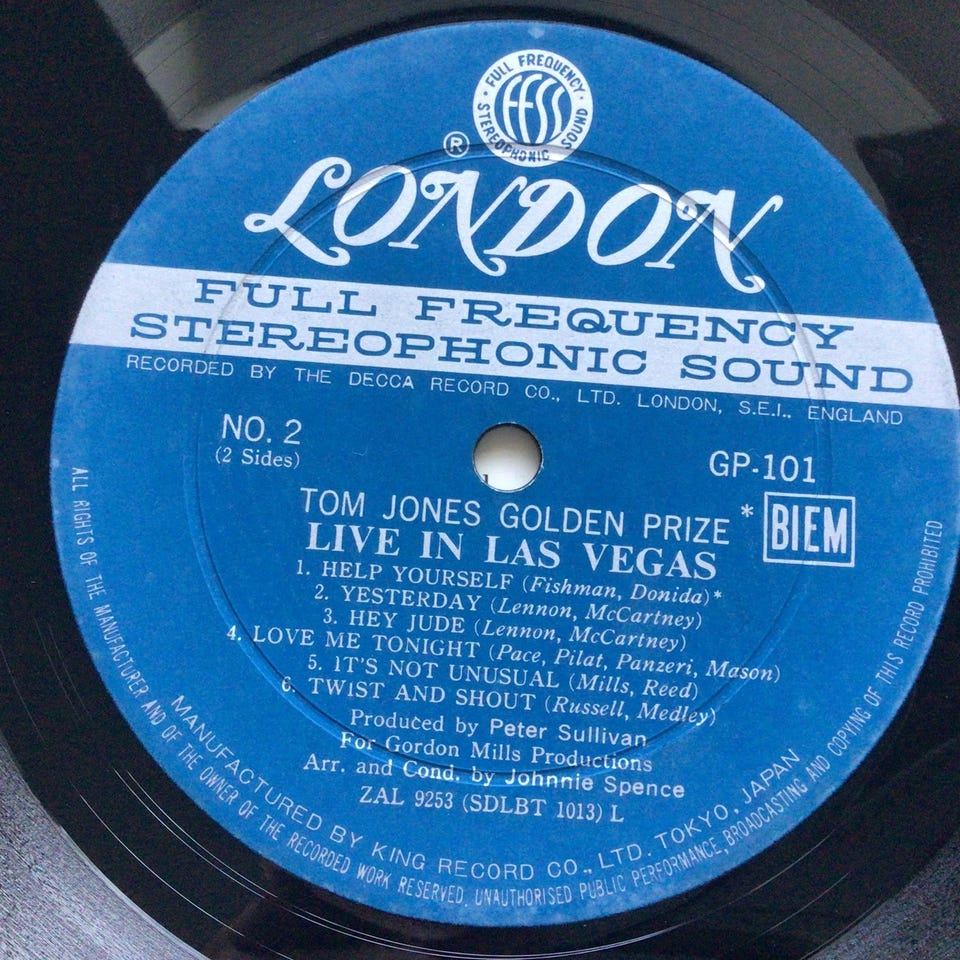 FULL FREQUENCY
FFSS
STEREOPHONIC SOUND
®
LONDON
FULL FREQUENCY
STEREOPHONIC SOUND
RECORDED BY THE DECCA RECORD CO., LTD. LONDON, S.E.I., ENGLAND
NO. 2
(2 Sides)
GP-101
TOM JONES GOLDEN PRIZE *
BIEM
LIVE IN LAS VEGAS
1. HELP YOURSELF (Fishman, Donida)*
2. YESTERDAY (Lennon, McCartney)
3. HEY JUDE (Lennon, McCartney)
4. LOVE ME TONIGHT (Pace, Pilat, Panzeri, Mason)
5. IT'S NOT UNUSUAL (Mills, Reed)
6. TWIST AND SHOUT (Russell, Medley)
Produced by Peter Sullivan
For Gordon Mills Productions
Arr. and Cond. by Johnnie Spence
ZAL 9253 (SDLBT 1013) L
MANUFACTURED BY KING RECORD CO., LTD. TOKYO, JAPAN
ALL RIGHTS OF THE MANUFACTURER AND OF THE OWNER OF THE RECORDED WORK RESERVED. UNAUTHORISED PUBLIC PERFORMANCE, BROADCASTING AND COPYING OF THIS RECORD PROHIBITED